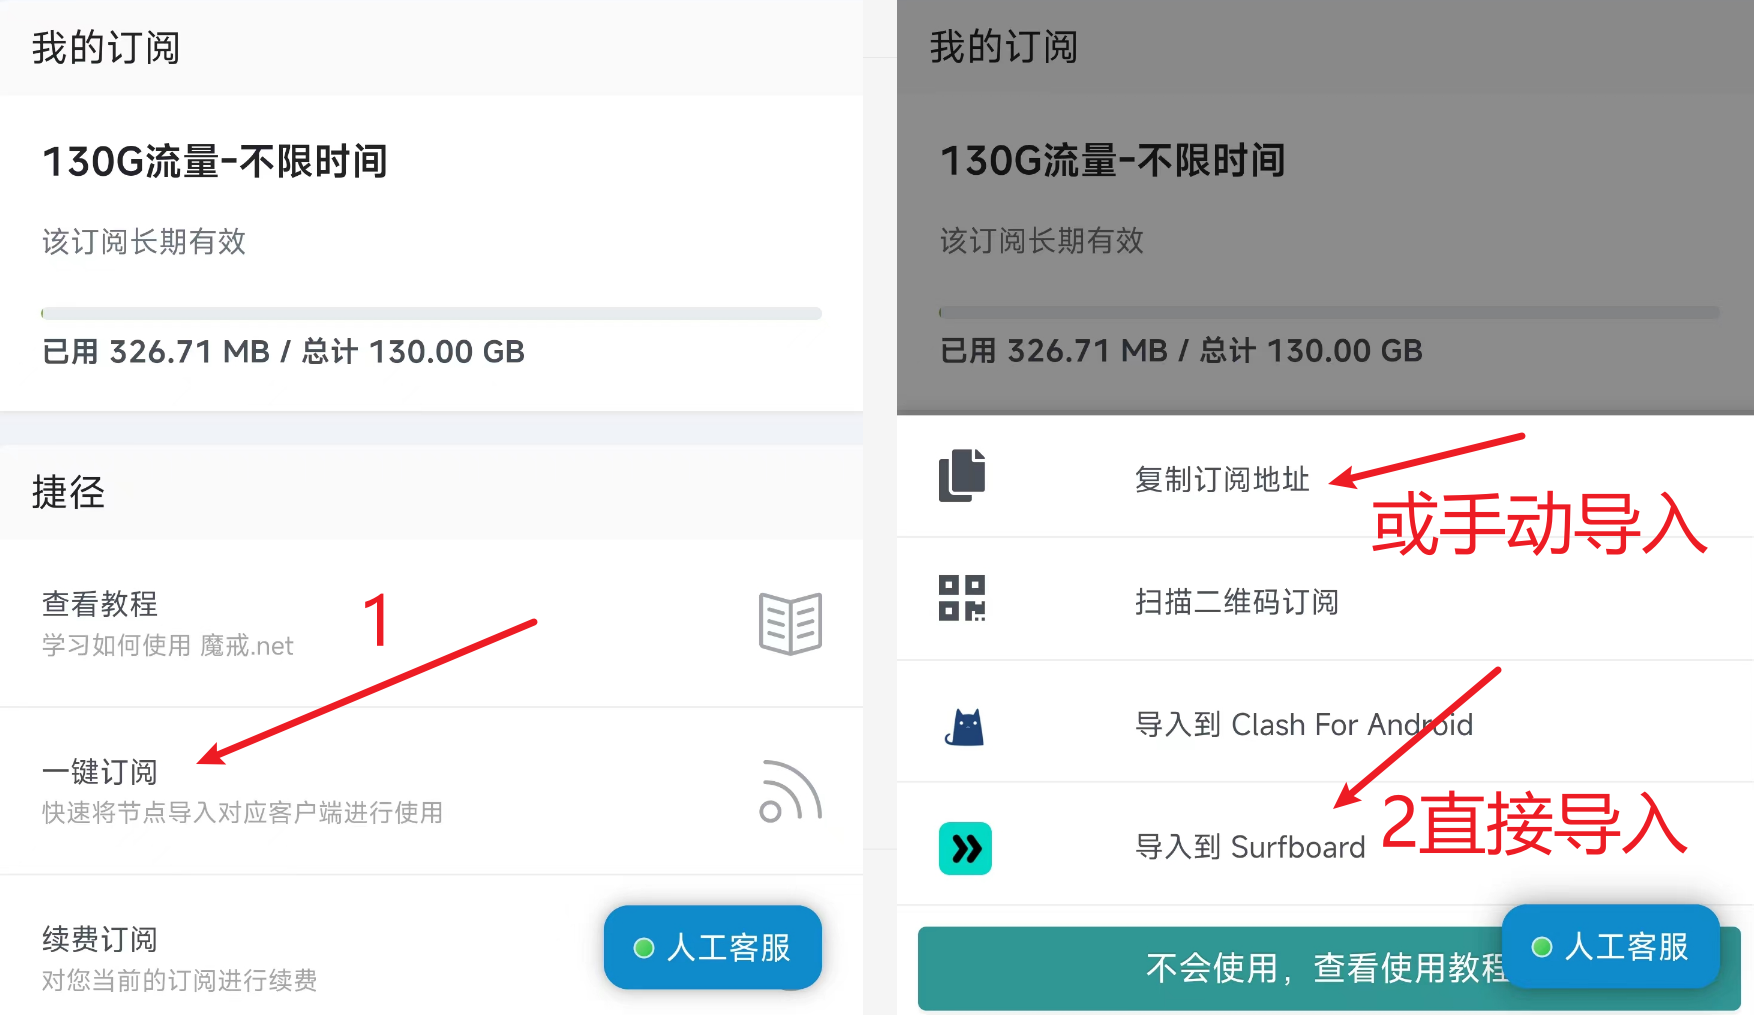 我的订阅
130G流量-不限时间
该订阅长期有效
已用 326.71 MB / 总计 130.00 GB
捷径
查看教程
学习如何使用 魔戒.net
1
一键订阅
快速将节点导入对应客户端进行使用
续费订阅
对您当前的订阅进行续费
人工客服
我的订阅
130G流量-不限时间
该订阅长期有效
已用 326.71 MB / 总计 130.00 GB
复制订阅地址
或手动导入
扫描二维码订阅
导入到 Clash For Android
导入到 Surfboard
2直接导入
不会使用，查看使用教程
人工客服